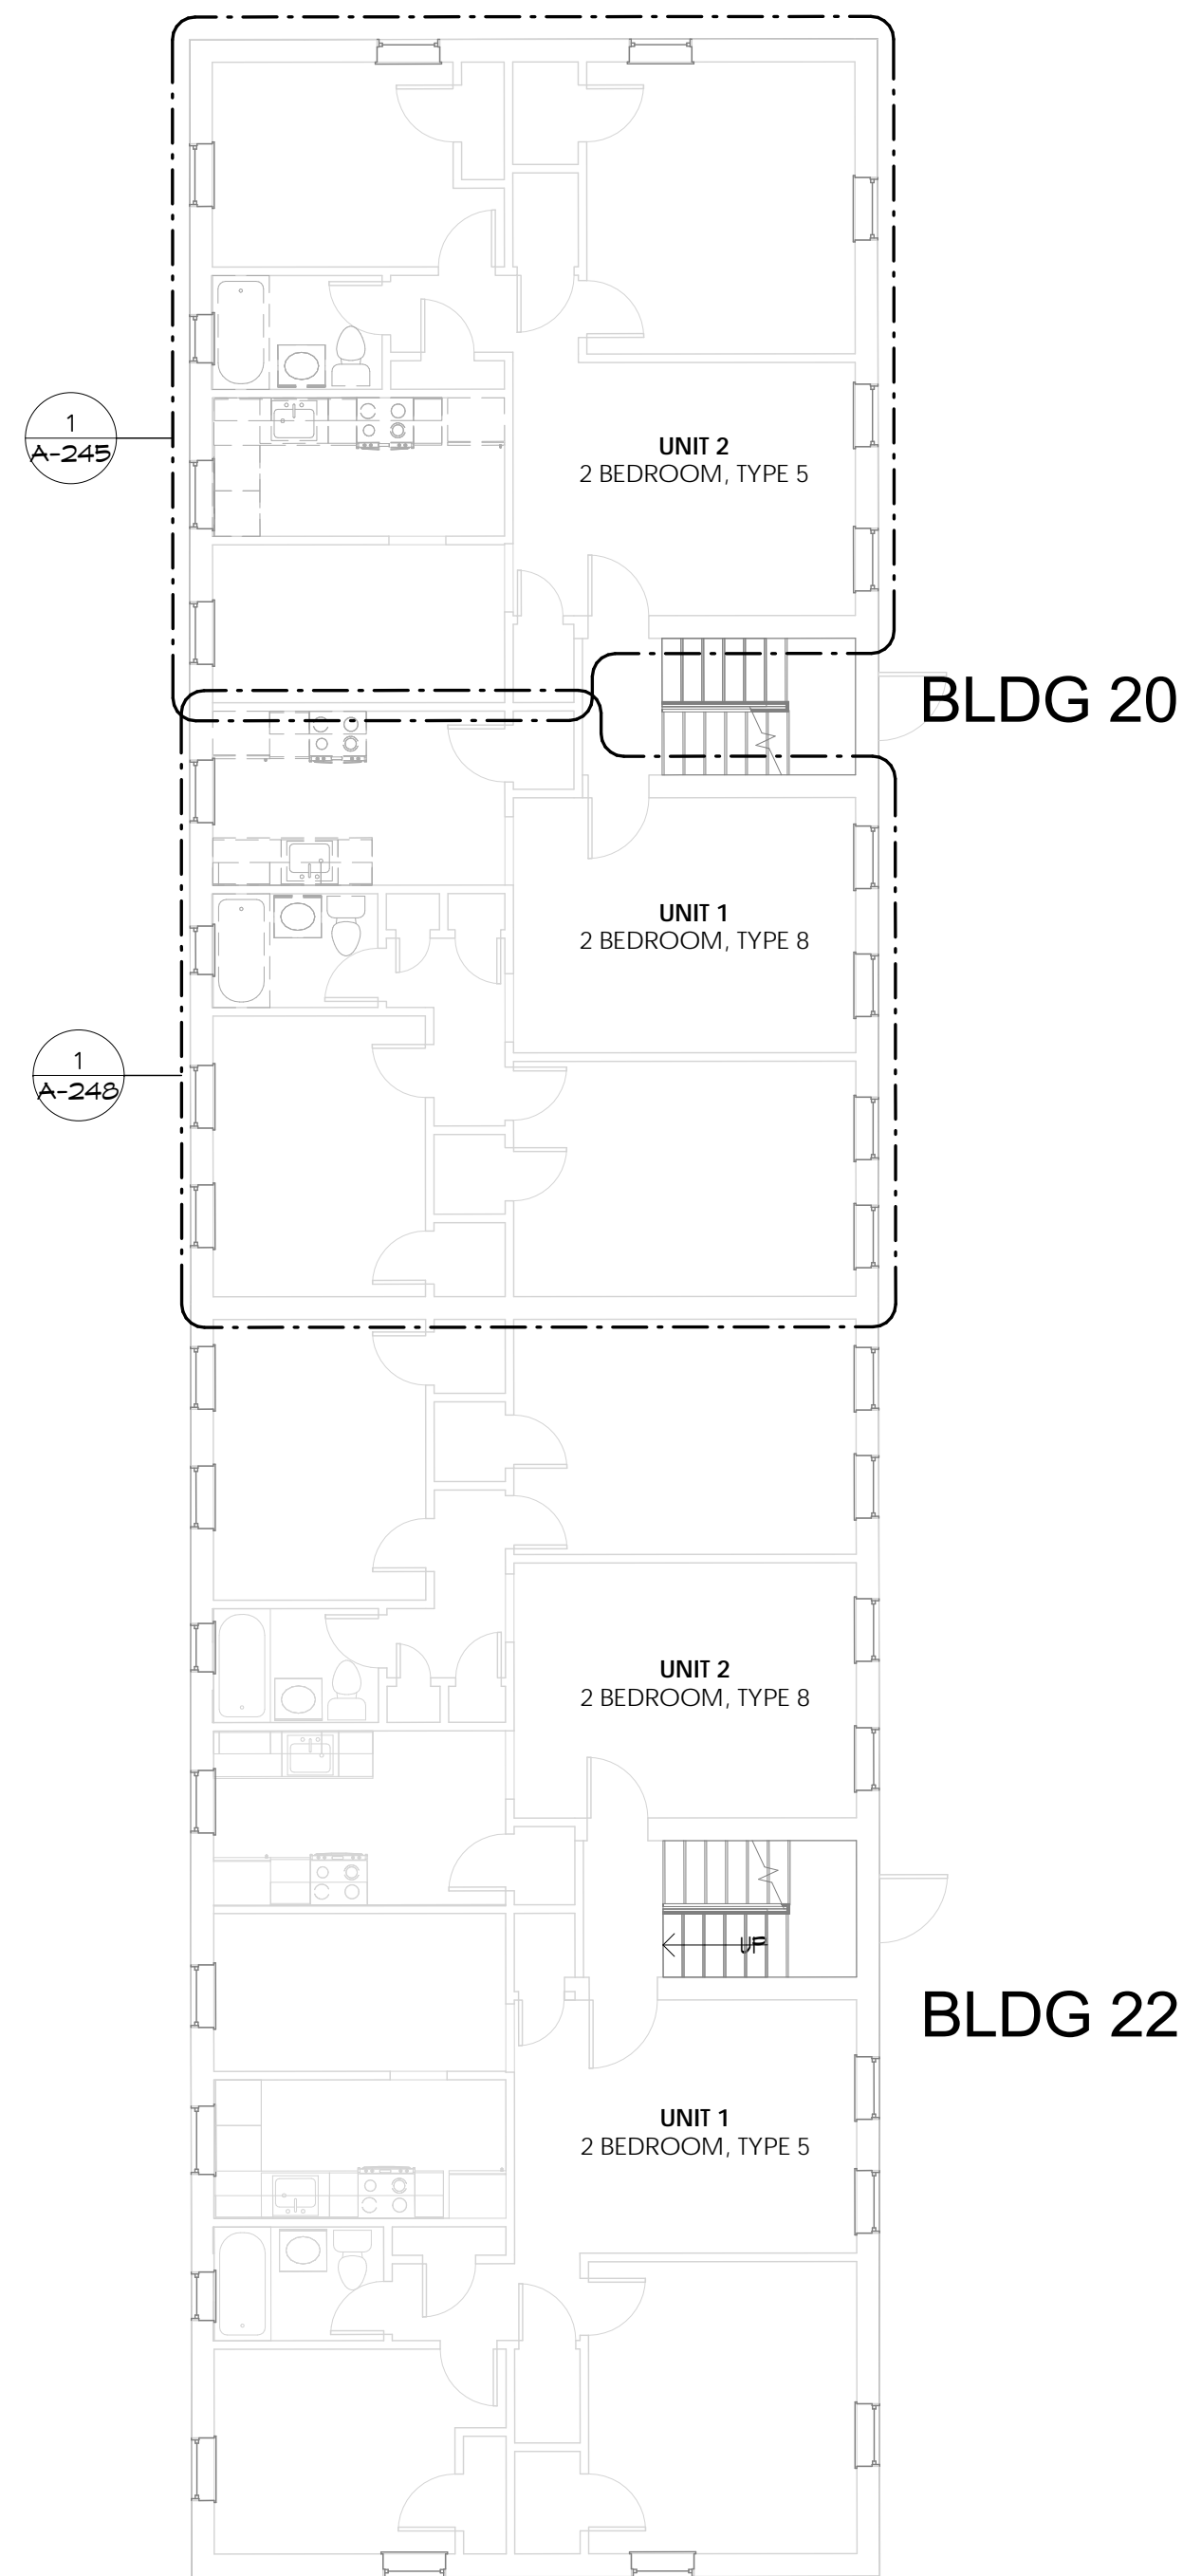 1
A-245
UNIT 2
2 BEDROOM, TYPE 5
BLDG 20
UNIT 1
2 BEDROOM, TYPE 8
1
A-248
UNIT 2
2 BEDROOM, TYPE 8
UP
BLDG 22
UNIT 1
2 BEDROOM, TYPE 5